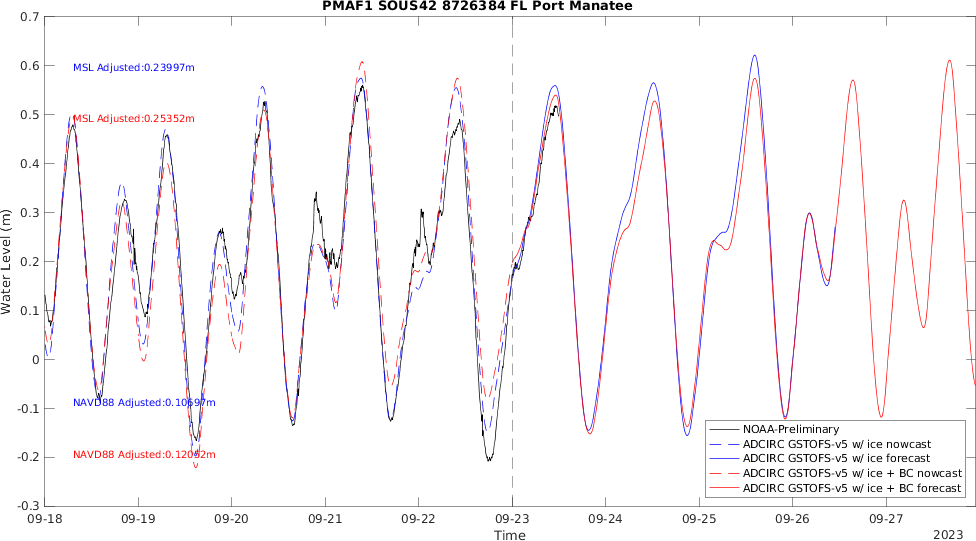 PMAF1 SOUS42 8726384 FL Port Manatee
0.7
0.6
0.5
0.4
0.3
0.2
0.1
0
-0.1
-0.2
-0.3
Water Level (m)
MSL Adjusted:0.23997m
MSL Adjusted:0.25352m
NAVD88 Adjusted:0.10697m
NAVD88 Adjusted:0.12052m
NOAA-Preliminary
ADCIRC GSTOFS-v5 w/ ice nowcast
ADCIRC GSTOFS-v5 w/ ice forecast
ADCIRC GSTOFS-v5 w/ ice + BC nowcast
ADCIRC GSTOFS-v5 w/ ice + BC forecast
09-18 09-19 09-20 09-21 09-22 09-23 09-24 09-25 09-26 09-27
Time
2023